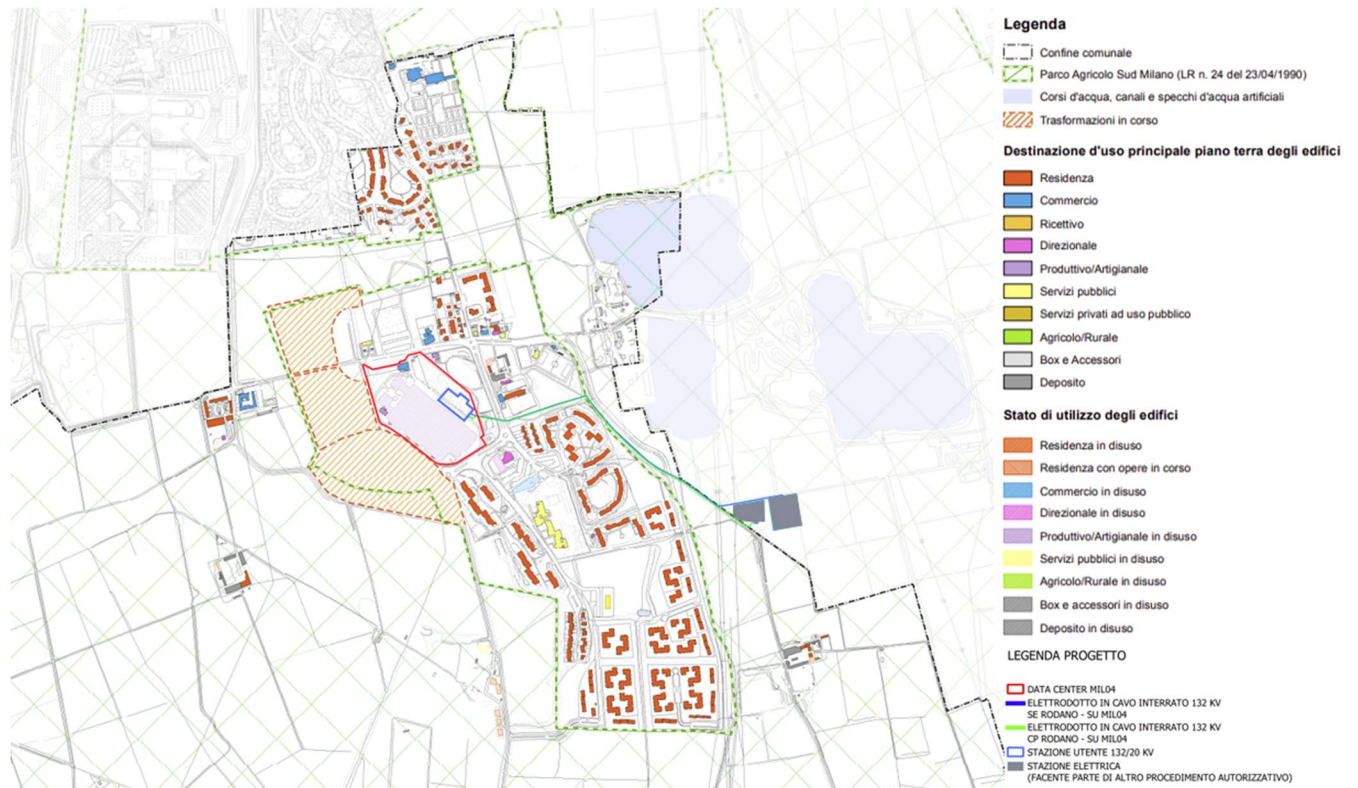 Legenda
Confine comunale
Parco Agricolo Sud Milano (LR n. 24 del 23/04/1990)
Corsi d'acqua, canali e specchi d'acqua artificiali
Trasformazioni in corso
Destinazione d'uso principale piano terra degli edifici
Residenza
Commercio
Ricettivo
Direzionale
Produttivo/Artigianale
Servizi pubblici
Servizi privati ad uso pubblico
Agricolo/Rurale
Box e Accessori
Deposito
Stato di utilizzo degli edifici
Residenza in disuso
Residenza con opere in corso
Commercio in disuso
Direzionale in disuso
Produttivo/Artigianale in disuso
Servizi pubblici in disuso
Agricolo/Rurale in disuso
Box e accessori in disuso
Deposito in disuso
LEGENDA PROGETTO
DATA CENTER MIL04
ELETTRODOTTO IN CAVO INTERRATO 132 KV
SE RODANO - SU MIL04
ELETTRODOTTO IN CAVO INTERRATO 132 KV
CP RODANO - SU MIL04
STAZIONE UTENTE 132/20 KV
STAZIONE ELETTRICA
(FACENTE PARTE DI ALTRO PROCEDIMENTO AUTORIZZATIVO)